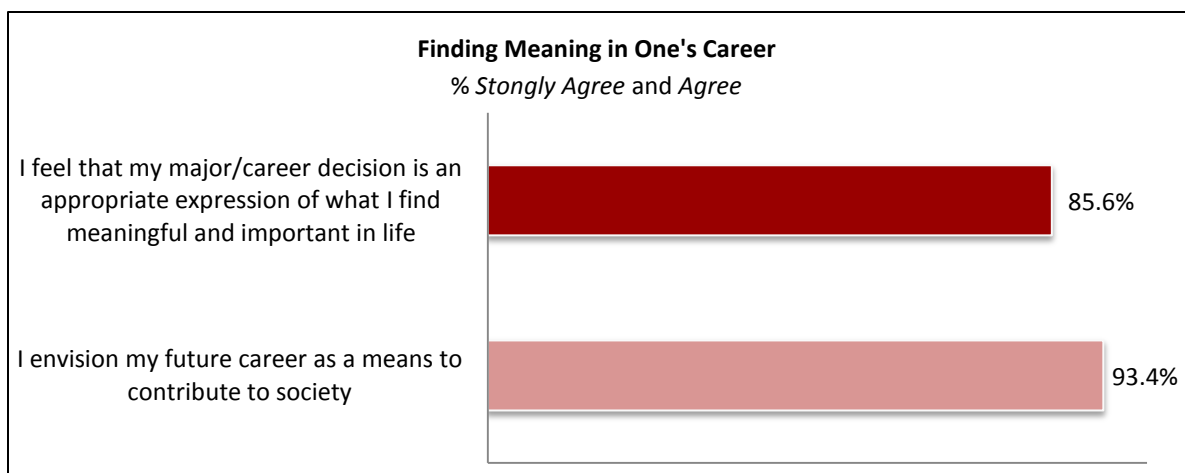 Finding Meaning in One's Career
% Stongly Agree and Agree
I feel that my major/career decision is an
appropriate expression of what I find
meaningful and important in life
85.6%
I envision my future career as a means to
contribute to society
93.4%